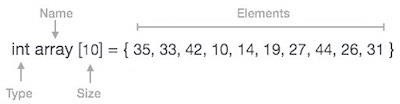 Name Elements
int array [10] = { 35, 33, 42, 10, 14, 19, 27, 44, 26, 31 }
Type Size